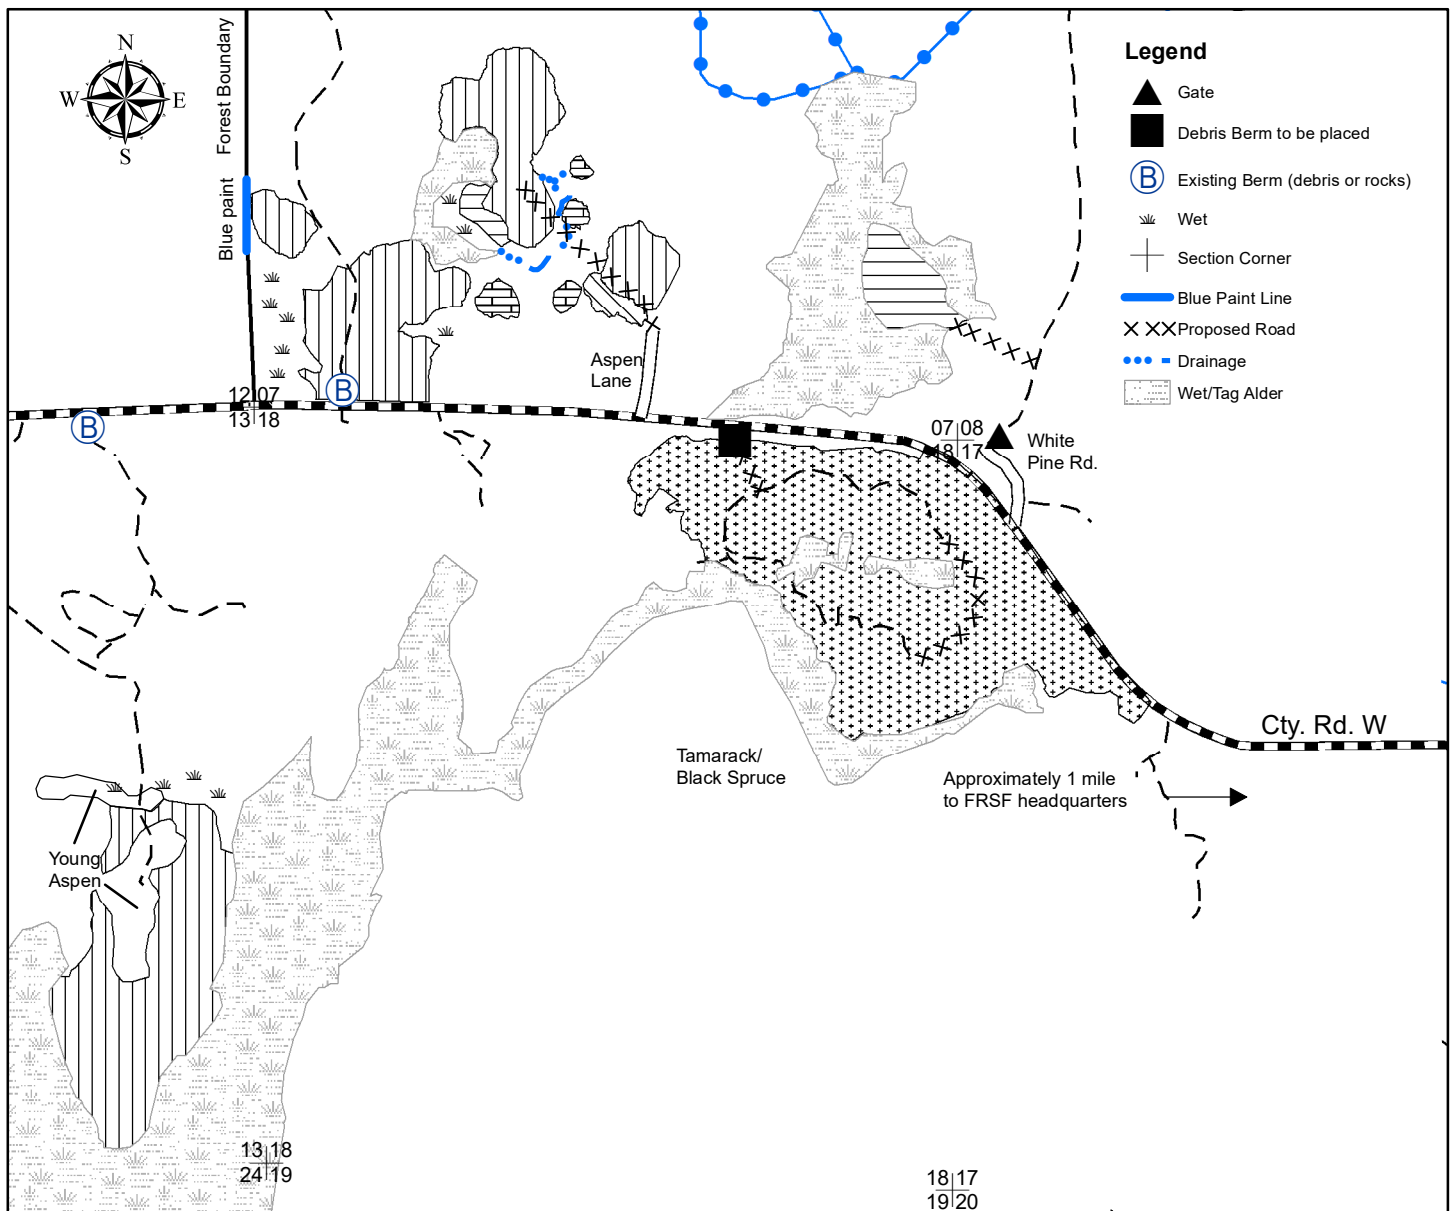 N
W E
S
Forest Boundary
Blue paint
Legend
Gate
Debris Berm to be placed
B Existing Berm (debris or rocks)
Wet
Section Corner
Blue Paint Line
Proposed Road
Drainage
Wet/Tag Alder
Aspen
Lane
B
B
12 07
13 18
07 08
18 17
White
Pine Rd.
Cty. Rd. W
Tamarack/
Black Spruce
Approximately 1 mile
to FRSF headquarters
Young
Aspen
13 18
24 19
18 17
19 20